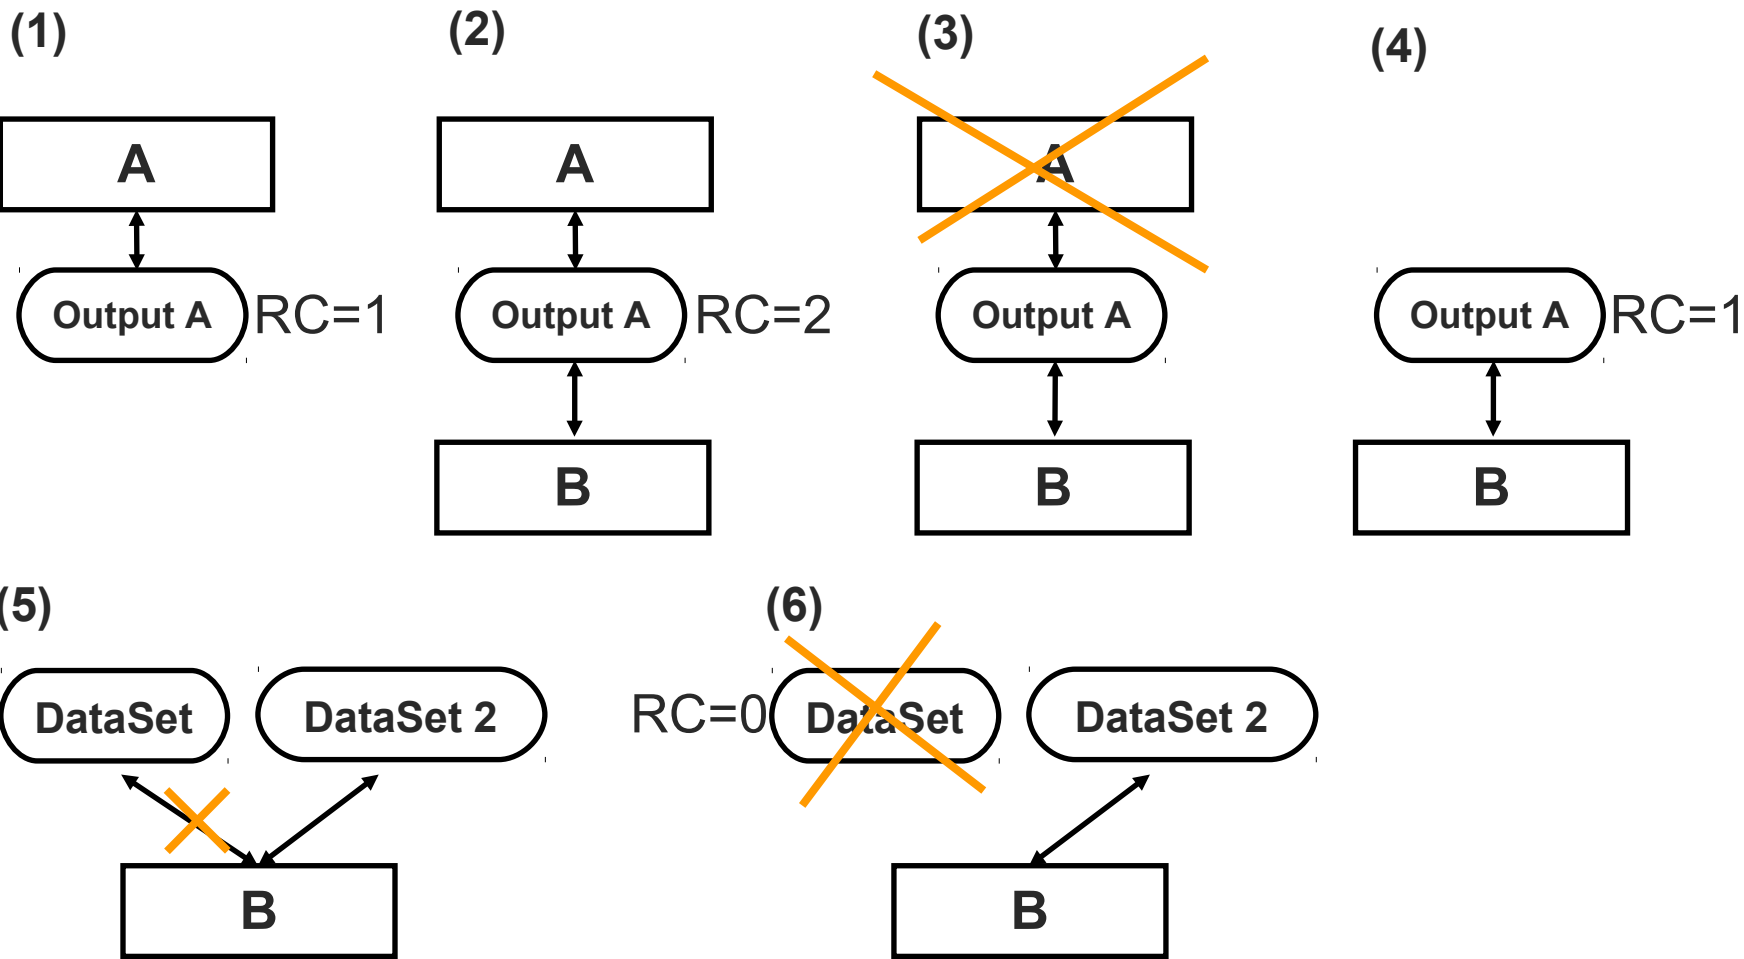 (1)
(2)
(3)
(4)
A
A
A
Output A
RC=1
Output A
RC=2
Output A
Output A
RC=1
B
B
B
(5)
(6)
DataSet
DataSet 2
RC=0
DataSet
DataSet 2
B
B